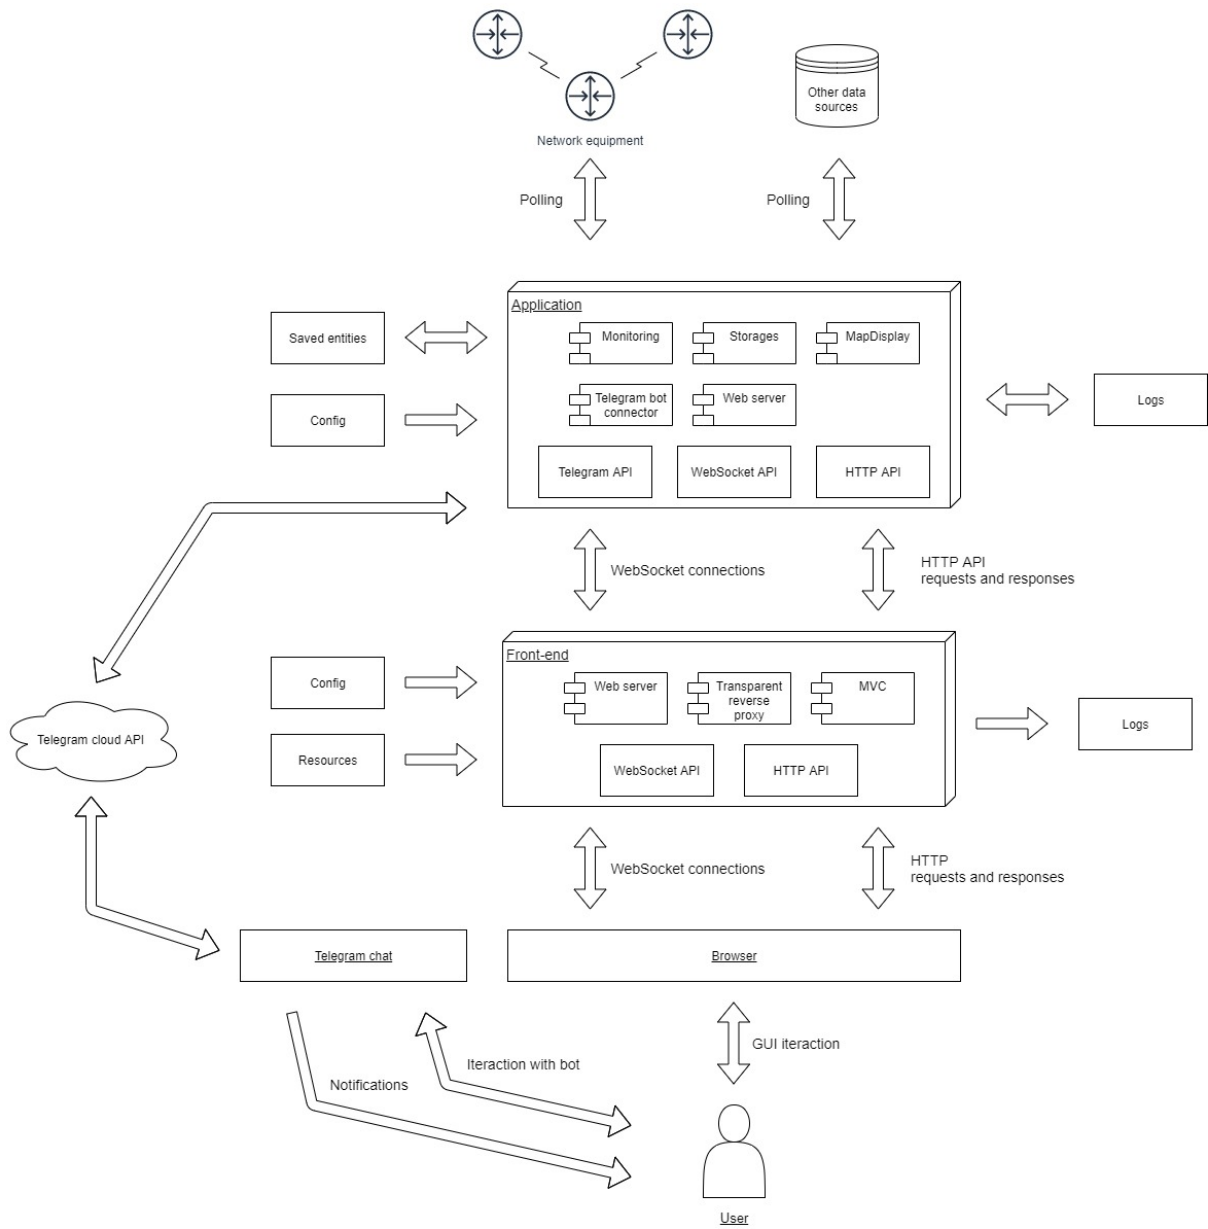 Other data
sources
Network equipment
Polling
Polling
Application
Saved entities
Monitoring
Storages
MapDisplay
Config
Telegram bot
connector
Web server
Logs
Telegram API
WebSocket API
HTTP API
WebSocket connections
HTTP API
requests and responses
Front-end
Config
Web server
Transparent
reverse
proxy
MVC
Telegram cloud API
Logs
Resources
WebSocket API
HTTP API
WebSocket connections
HTTP
requests and responses
Telegram chat
Browser
GUI iteraction
Iteraction with bot
Notifications
User